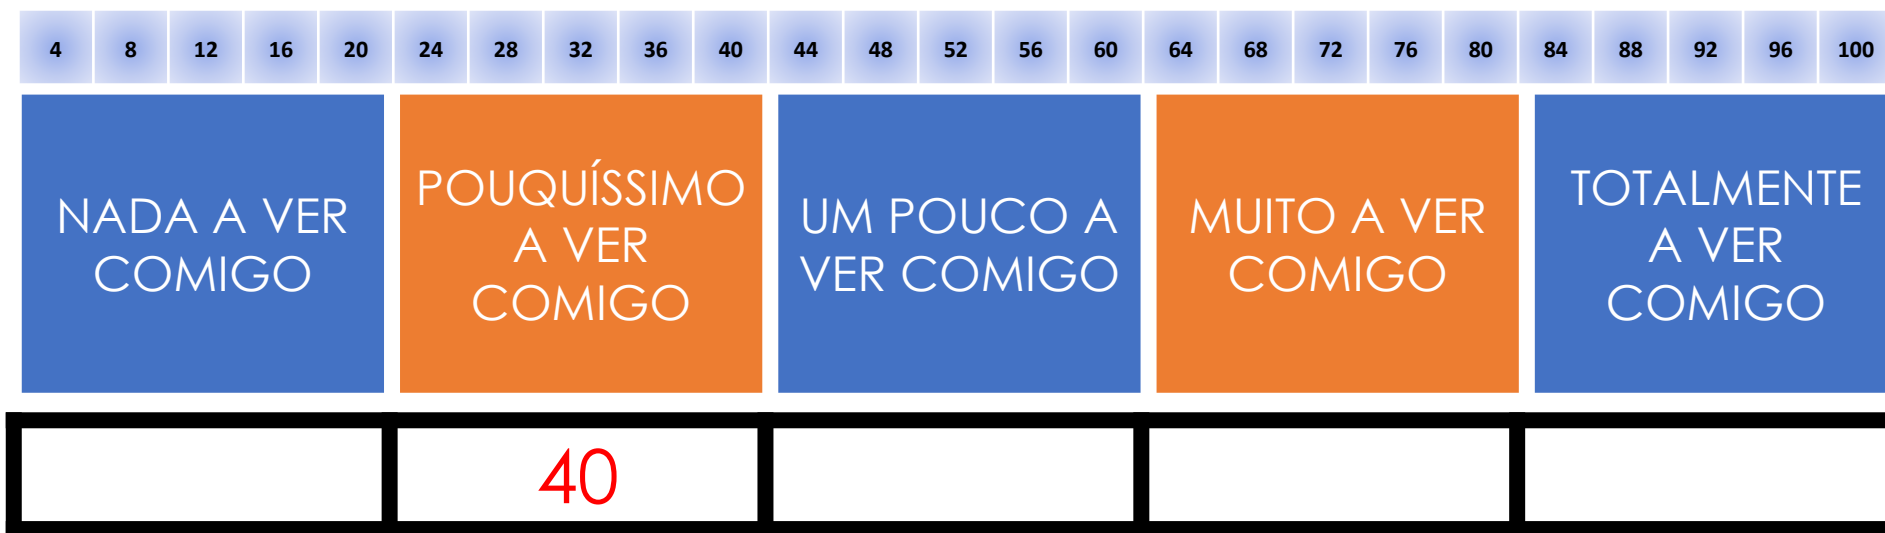 4 8 12 16 20 24 28 32 36 40 44 48 52 56 60 64 68 72 76 80 84 88 92 96 100
NADA A VER
COMIGO
POUQUÍSSIMO
A VER
COMIGO
UM POUCO A
VER COMIGO
MUITO A VER
COMIGO
TOTALMENTE
A VER
COMIGO
40